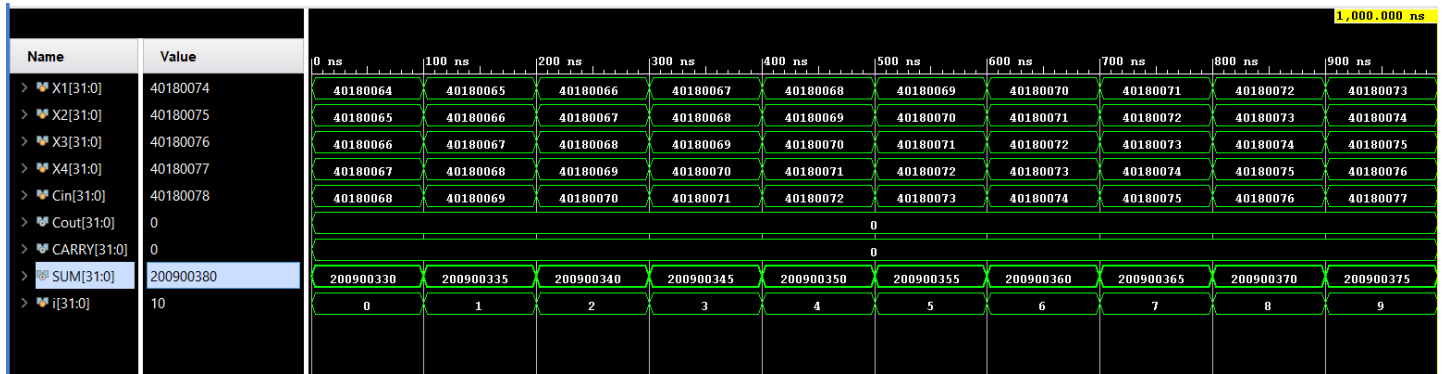 1,000.000 ns
Name Value 0 ns 100 ns 200 ns 300 ns 400 ns 500 ns 600 ns 700 ns 800 ns 900 ns
X1[31:0] 40180074 40180064 40180065 40180066 40180067 40180068 40180069 40180070 40180071 40180072 40180073
X2[31:0] 40180075 40180065 40180066 40180067 40180068 40180069 40180070 40180071 40180072 40180073 40180074
X3[31:0] 40180076 40180066 40180067 40180068 40180069 40180070 40180071 40180072 40180073 40180074 40180075
X4[31:0] 40180077 40180067 40180068 40180069 40180070 40180071 40180072 40180073 40180074 40180075 40180076
Cin[31:0] 40180078 40180068 40180069 40180070 40180071 40180072 40180073 40180074 40180075 40180076 40180077
Cout[31:0] 0 0
CARRY[31:0] 0 0
SUM[31:0] 200900380 200900330 200900335 200900340 200900345 200900350 200900355 200900360 200900365 200900370 200900375
i[31:0] 10 0 1 2 3 4 5 6 7 8 9